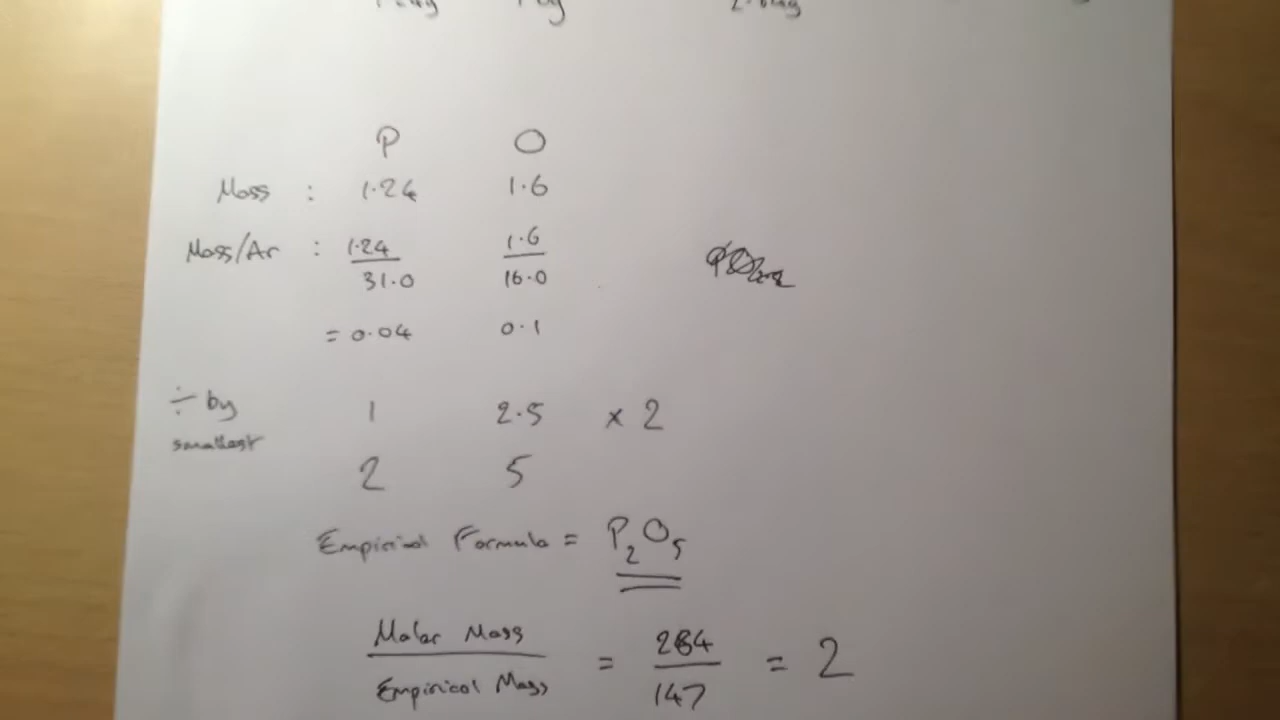 P O
Mass : 1.24 1.6
Mass/Ar : 1.24/31.0 1.6/16.0
= 0.04 0.1
÷ by smallest 1 2.5 x 2
2 5
Empirical Formula = P₂O₅
Molar Mass/Empirical Mass = 284/147 = 2